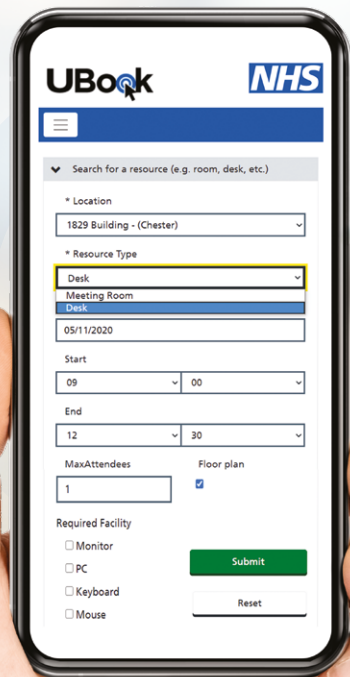 UBook NHS
Search for a resource (e.g. room, desk, etc.)
* Location
1829 Building - (Chester)
* Resource Type
Desk
Meeting Room
Desk
05/11/2020
Start
09 00
End
12 30
MaxAttendees Floor plan
1
Required Facility
Monitor
PC
Submit
Keyboard
Reset
Mouse